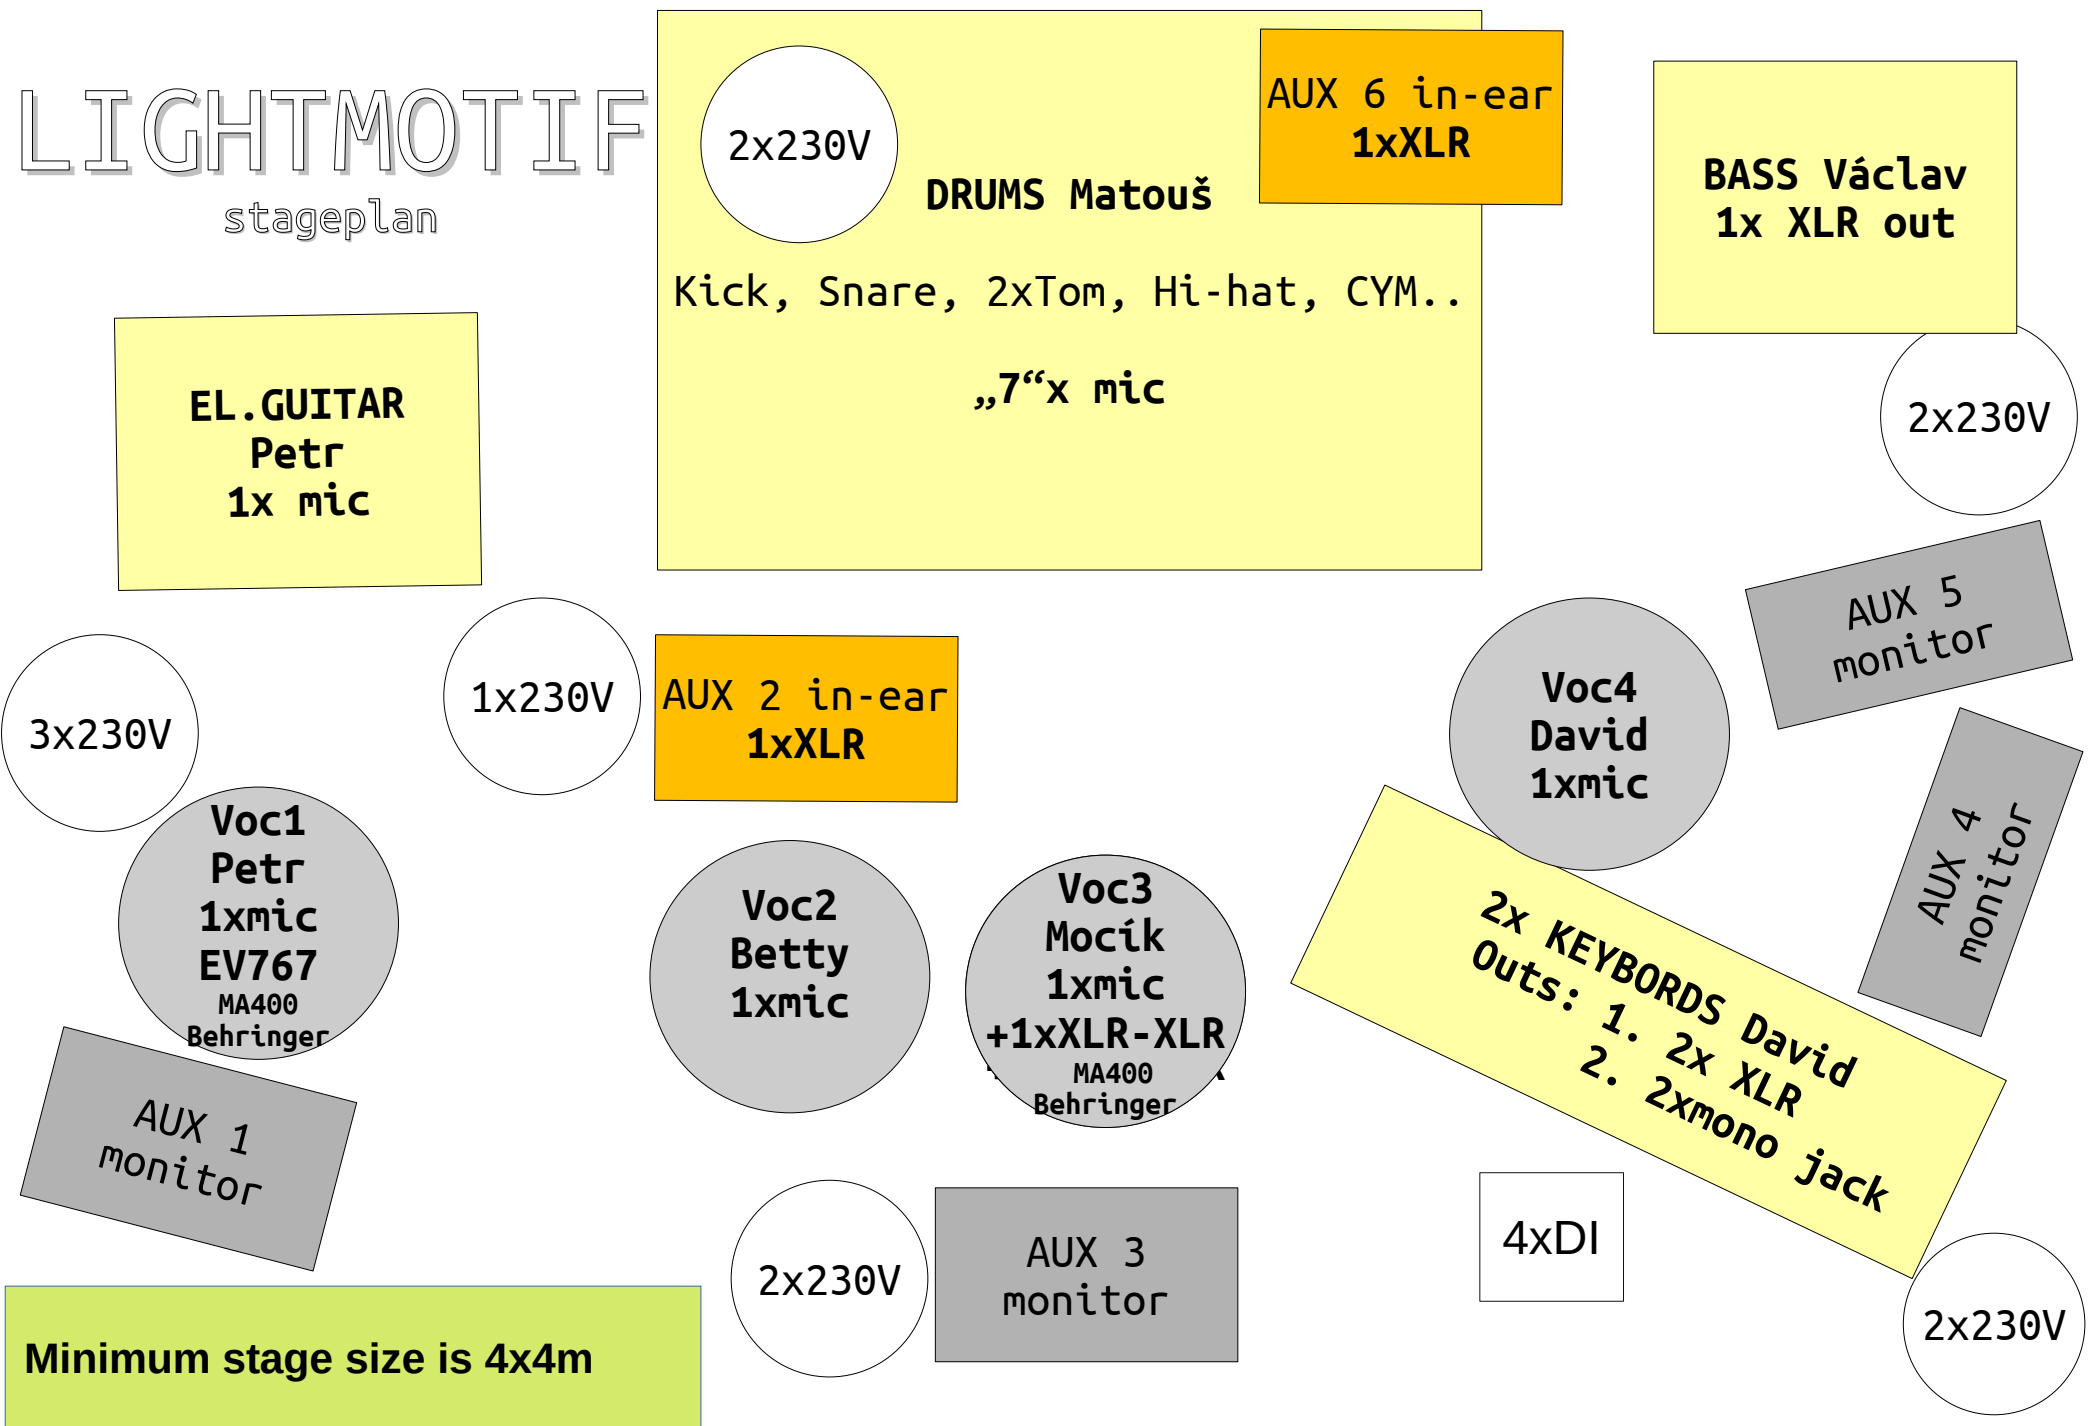 LIGHTMOTIF
stageplan
2x230V
DRUMS Matouš
Kick, Snare, 2xTom, Hi-hat, CYM..
„7“x mic
AUX 6 in-ear
1xXLR
BASS Václav
1x XLR out
2x230V
EL.GUITAR
Petr
1x mic
3x230V
1x230V
AUX 2 in-ear
1xXLR
Voc4
David
1xmic
AUX 5
monitor
AUX 4
monitor
Voc1
Petr
1xmic
EV767
MA400
Behringer
Voc2
Betty
1xmic
Voc3
Mocík
1xmic
+1xXLR-XLR
MA400
Behringer
2x KEYBORDS David
Outs: 1. 2x XLR
2. 2xmono jack
AUX 1
monitor
2x230V
AUX 3
monitor
4xDI
2x230V
Minimum stage size is 4x4m